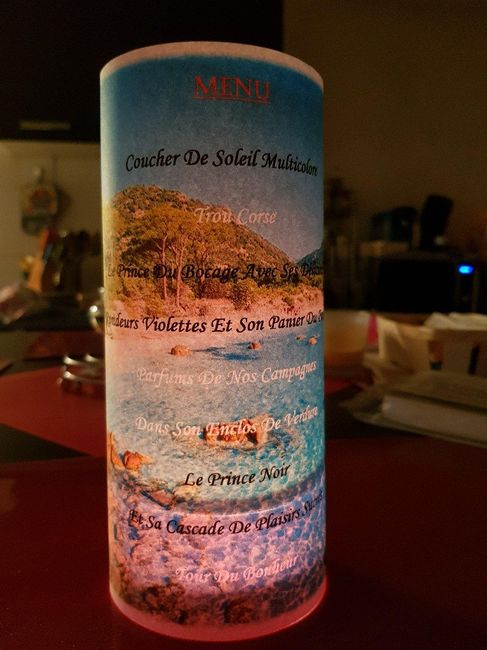 MENU
Coucher De Soleil Multicolore
Trou Corse
Le Prince Du Bocage Avec Ses
Violettes Et Son Panier Du
Parfums De Nos Campagnes
Dans Son Enclos De Verdure
Le Prince Noir
Et Sa Cascade De Plaisirs Sucrés
Tour Du Bonheur